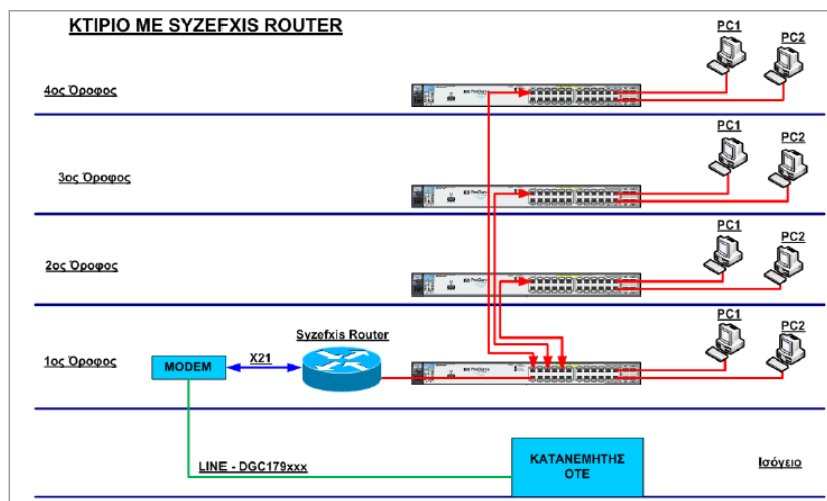 ΚΤΙΡΙΟ ΜΕ SYZEFXIS ROUTER
PC1
PC2
4ος Όροφος
PC1
PC2
3ος Όροφος
PC1
PC2
2ος Όροφος
PC1
PC2
Syzefxis Router
1ος Όροφος
MODEM
X21
LINE - DGC179xxx
ΚΑΤΑΝΕΜΗΤΗΣ
ΟΤΕ
Ισόγειο